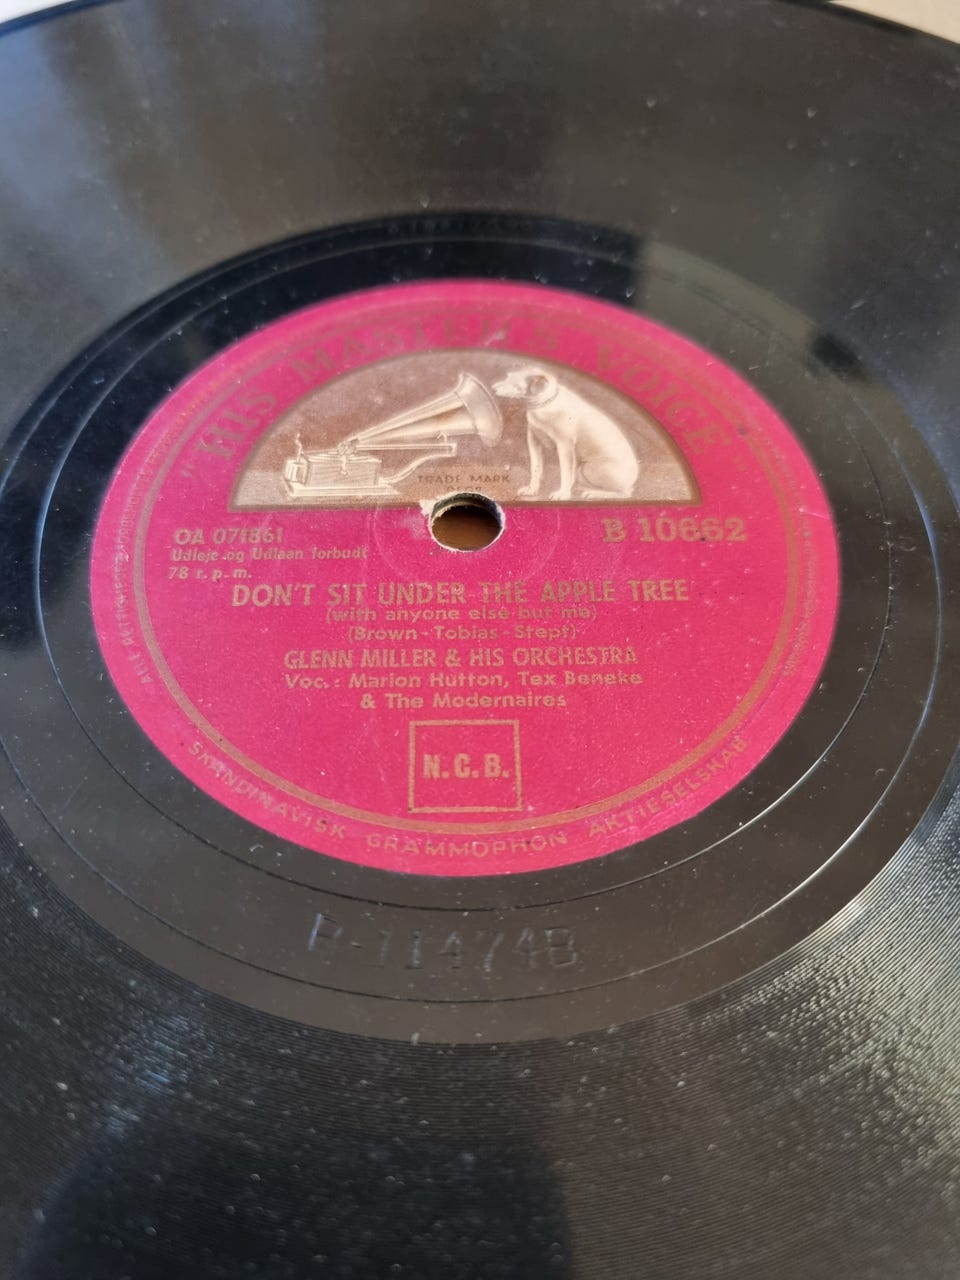 "HIS MASTER'S VOICE"
TRADE MARK
OA 071861
B 10662
Udleje og Udlaan forbudt
78 r.p.m.
DON'T SIT UNDER THE APPLE TREE
(with anyone else but me)
(Brown-Tobias-Stept)
GLENN MILLER & HIS ORCHESTRA
Voc.: Marion Hutton, Tex Beneke
& The Modernaires
N.C.B.
SKANDINAVISK GRAMMOPHON AKTIESELSKAB